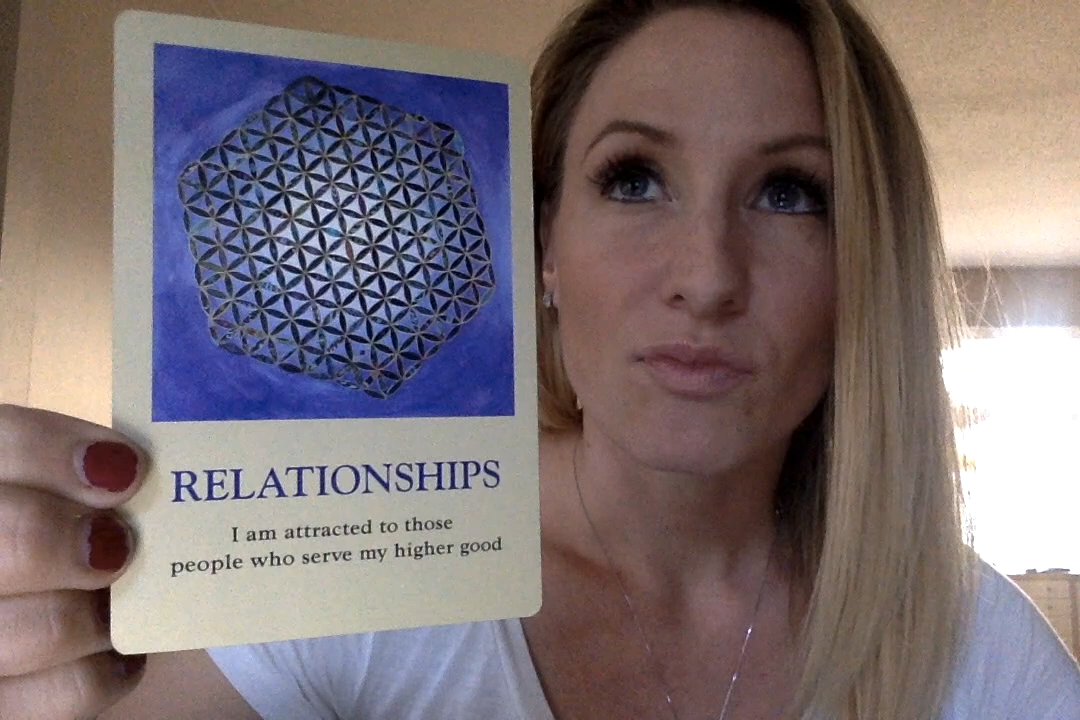 RELATIONSHIPS
I am attracted to those
people who serve my higher good